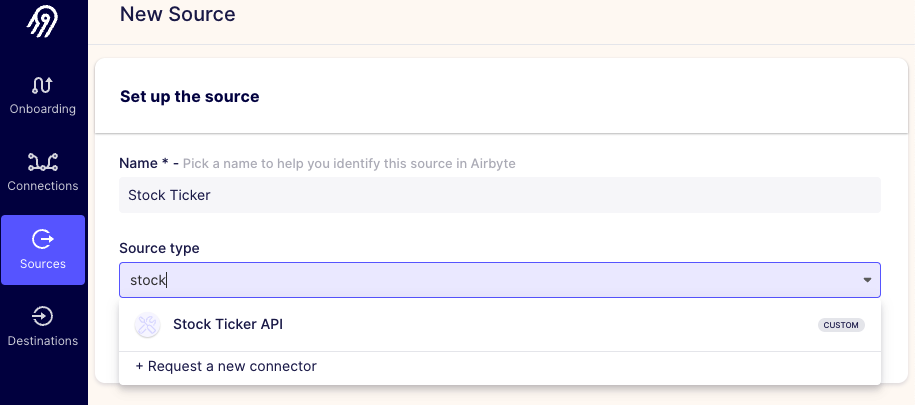 New Source
Onboarding
Connections
Sources
Destinations
Set up the source
Name * - Pick a name to help you identify this source in Airbyte
Stock Ticker
Source type
stock
Stock Ticker API CUSTOM
+ Request a new connector